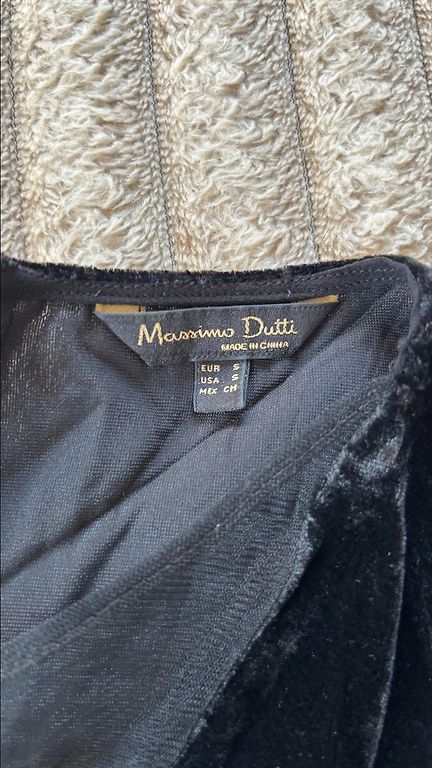 Massimo Dutti
MADE IN CHINA
EUR S
USA S
MEX CH